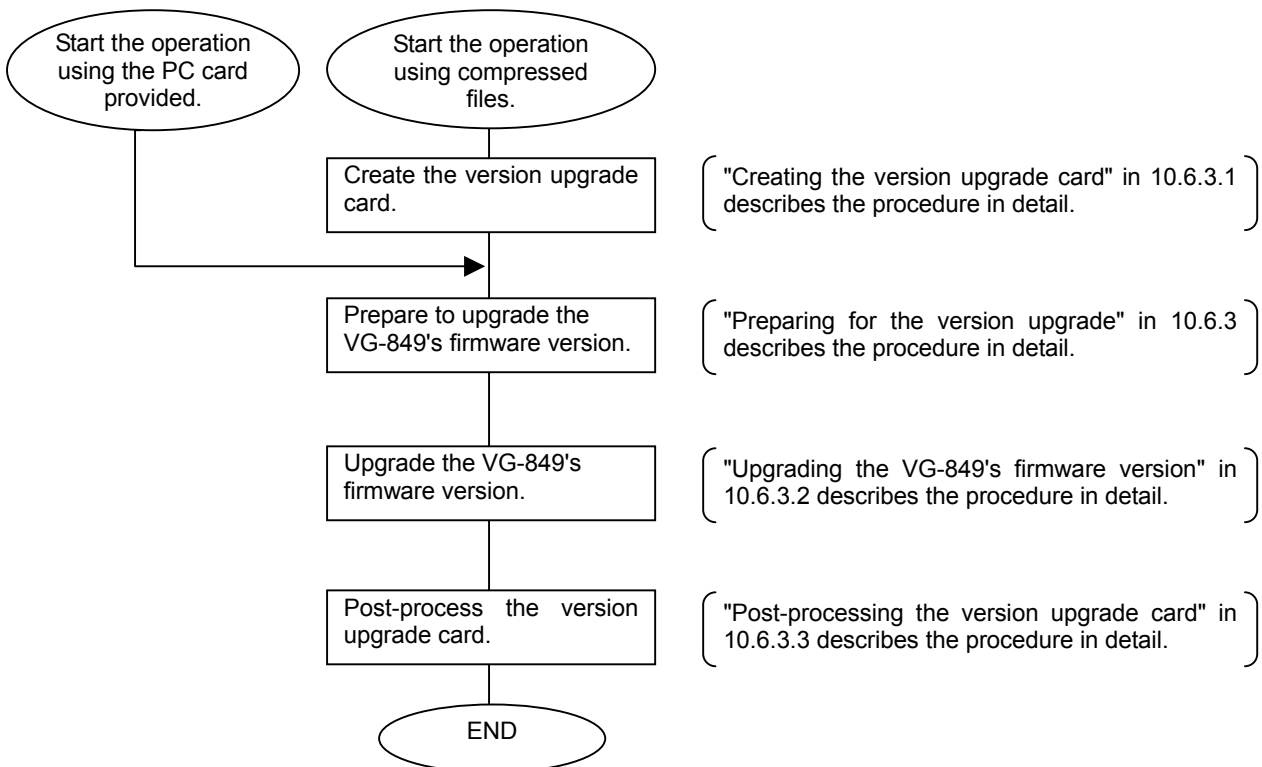 Start the operation
using the PC card
provided.
Start the operation
using compressed
files.
Create the version upgrade
card.
"Creating the version upgrade card" in 10.6.3.1
describes the procedure in detail.
Prepare to upgrade the
VG-849's firmware version.
"Preparing for the version upgrade" in 10.6.3
describes the procedure in detail.
Upgrade the VG-849's
firmware version.
"Upgrading the VG-849's firmware version" in
10.6.3.2 describes the procedure in detail.
Post-process the version
upgrade card.
"Post-processing the version upgrade card" in
10.6.3.3 describes the procedure in detail.
END